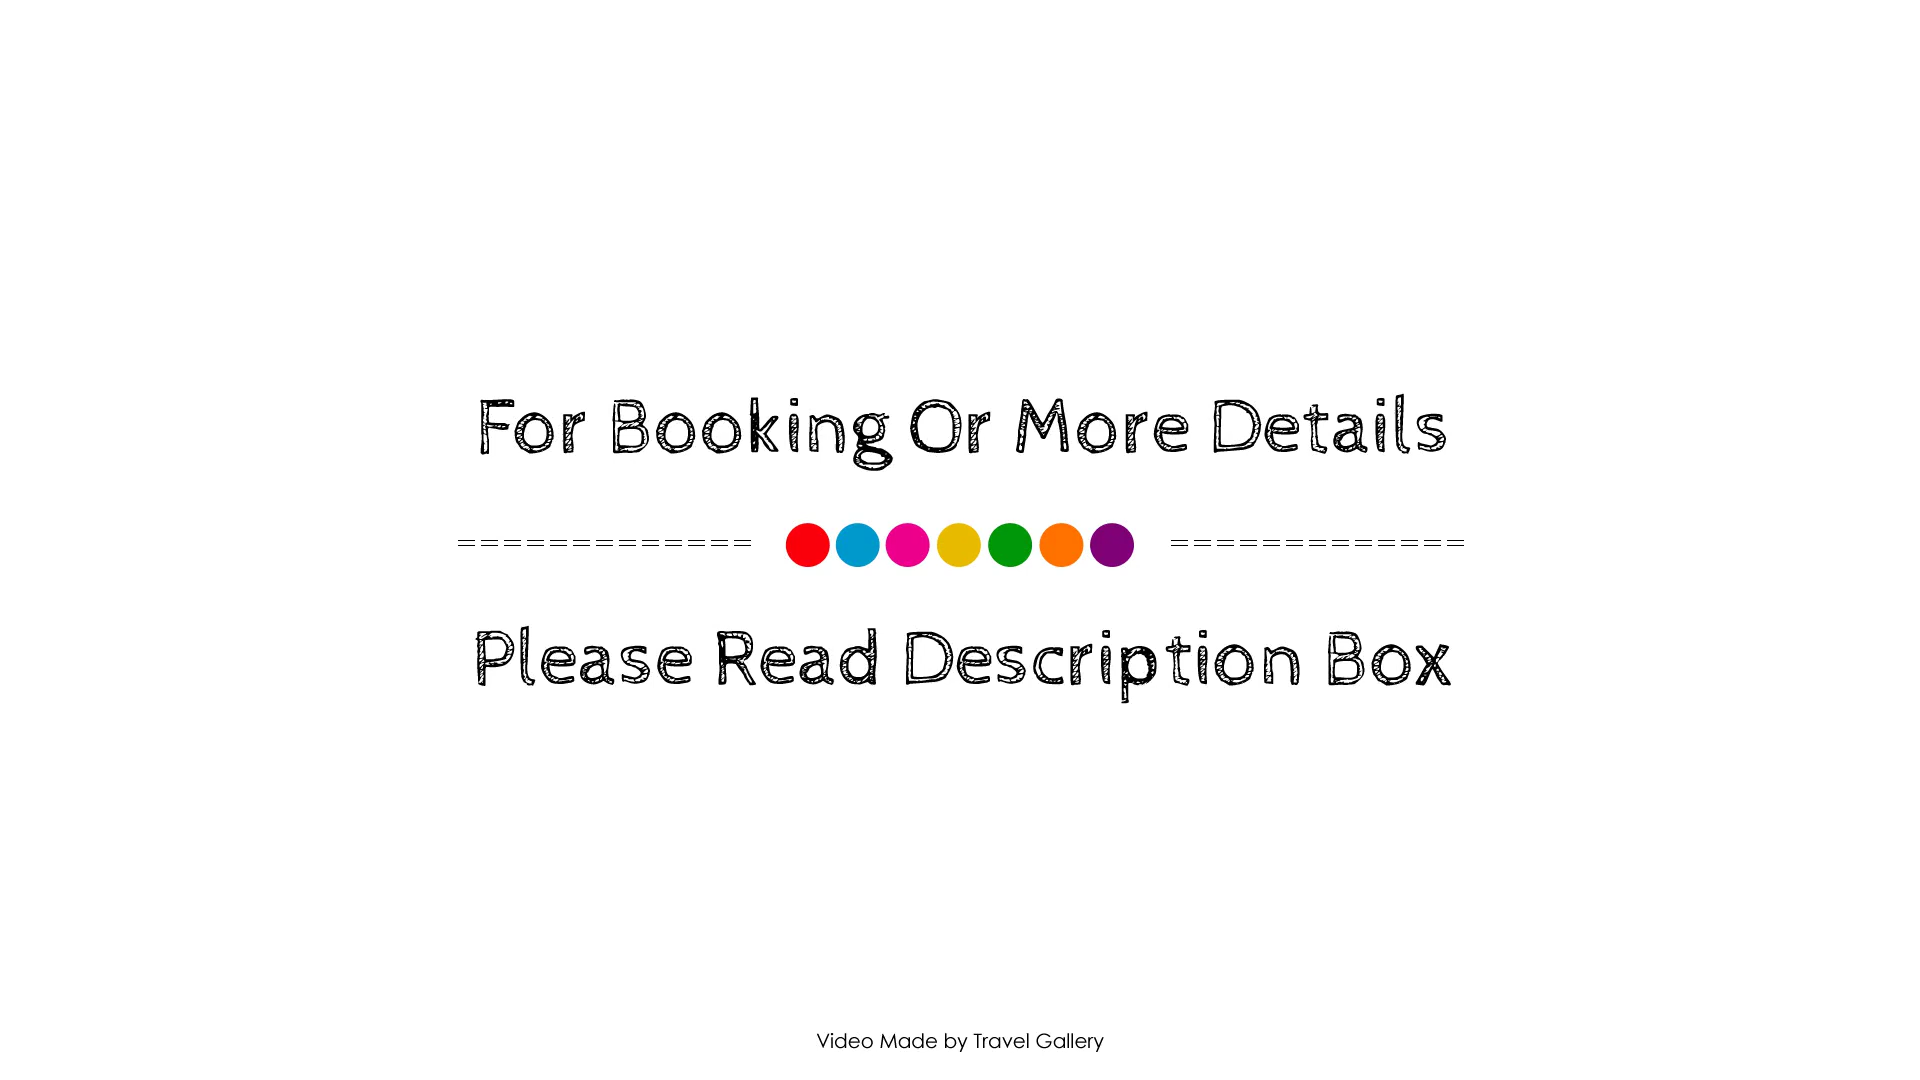 For Booking Or More Details
============= =============
Please Read Description Box
Video Made by Travel Gallery